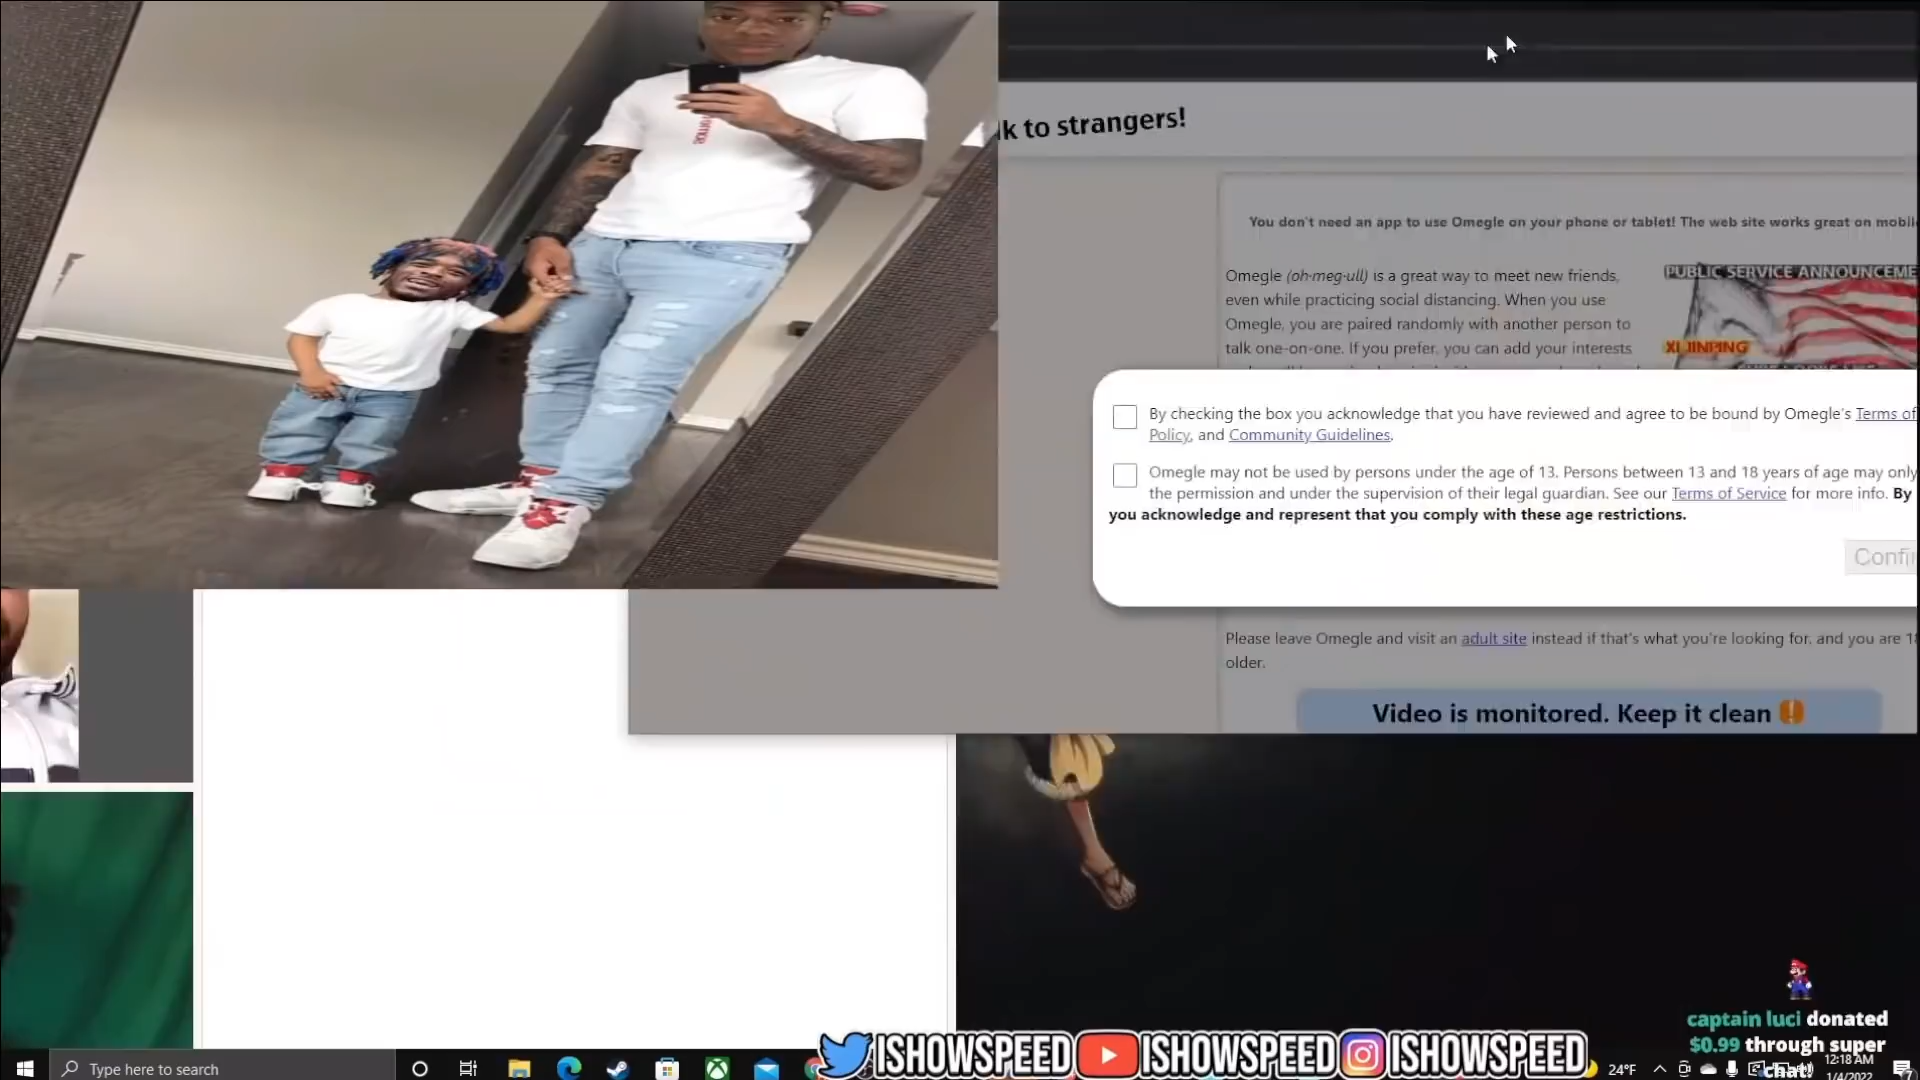 lk to strangers!
You don't need an app to use Omegle on your phone or tablet! The web site works great on mobil
Omegle (oh·meg·ull) is a great way to meet new friends,
even while practicing social distancing. When you use
Omegle, you are paired randomly with another person to
talk one-on-one. If you prefer, you can add your interests
PUBLIC SERVICE ANNOUNCEME
XI JINPING
By checking the box you acknowledge that you have reviewed and agree to be bound by Omegle's Terms of
Policy, and Community Guidelines.
Omegle may not be used by persons under the age of 13. Persons between 13 and 18 years of age may only
the permission and under the supervision of their legal guardian. See our Terms of Service for more info. By
you acknowledge and represent that you comply with these age restrictions.
Confir
Please leave Omegle and visit an adult site instead if that's what you're looking for, and you are 18
older.
Video is monitored. Keep it clean
captain luci donated
$0.99 through super
chat!
Type here to search
ISHOWSPEED
ISHOWSPEED
ISHOWSPEED
24°F
12:18 AM
1/4/2022
7